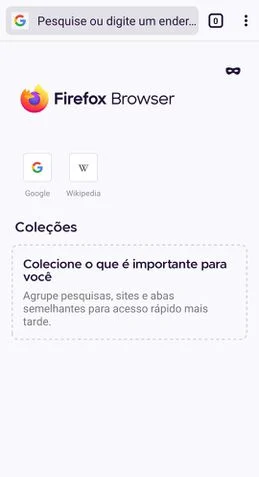 Pesquise ou digite um ender...
0
Firefox Browser
G
W
Google
Wikipedia
Coleções
Colecione o que é importante para
você
Agrupe pesquisas, sites e abas
semelhantes para acesso rápido mais
tarde.